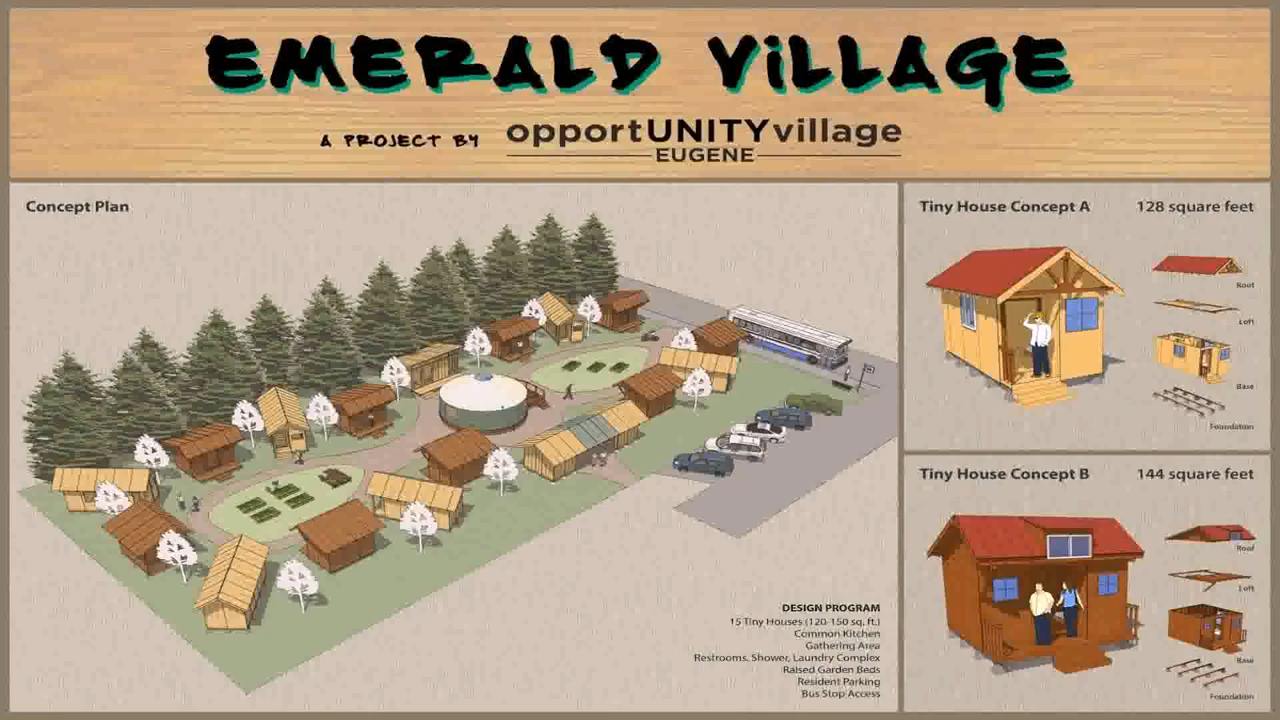 EMERALD ViLLAGE
A PROJECT BY opportUNITYvillage
EUGENE
Concept Plan
DESIGN PROGRAM
15 Tiny Houses (120-150 sq. ft.)
Common Kitchen
Gathering Area
Restrooms, Shower, Laundry Complex
Raised Garden Beds
Resident Parking
Bus Stop Access
Tiny House Concept A 128 square feet
Roof
Loft
Base
Foundation
Tiny House Concept B 144 square feet
Roof
Loft
Base
Foundation